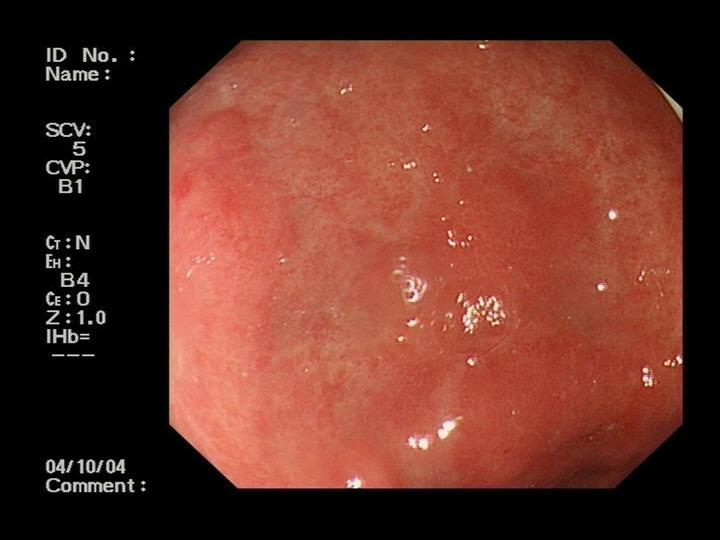 ID No. :
Name:
SCV:
5
CVP:
B1
CT:N
EH:
B4
CE:0
Z:1.0
IHb=
---
04/10/04
Comment: